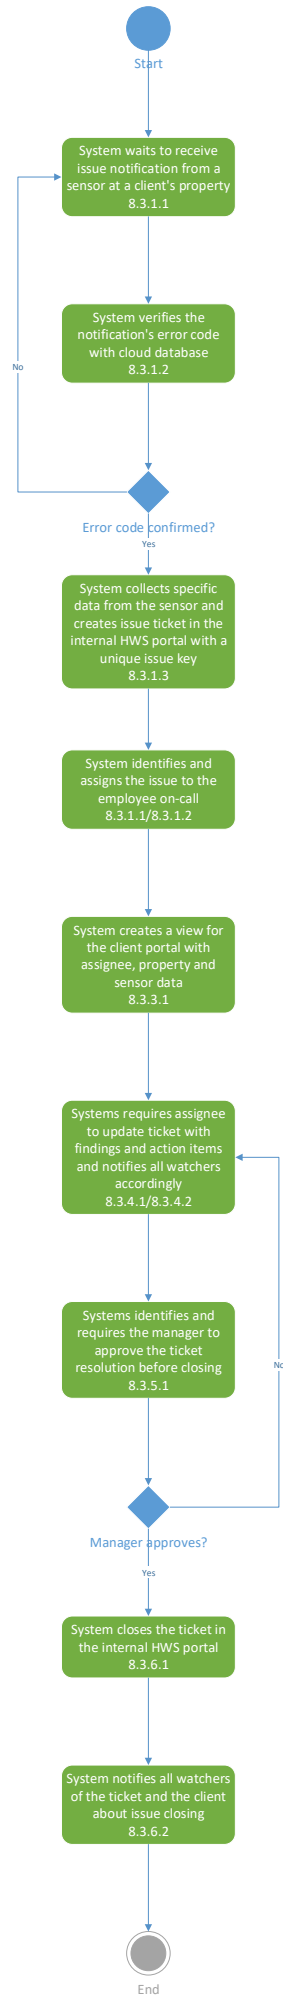 Start
System waits to receive
issue notification from a
sensor at a client's property
8.3.1.1
No
System verifies the
notification's error code
with cloud database
8.3.1.2
Error code confirmed?
Yes
System collects specific
data from the sensor and
creates issue ticket in the
internal HWS portal with a
unique issue key
8.3.1.3
System identifies and
assigns the issue to the
employee on-call
8.3.1.1/8.3.1.2
System creates a view for
the client portal with
assignee, property and
sensor data
8.3.3.1
Systems requires assignee
to update ticket with
findings and action items
and notifies all watchers
accordingly
8.3.4.1/8.3.4.2
Systems identifies and
requires the manager to
approve the ticket
resolution before closing
8.3.5.1
No
Manager approves?
Yes
System closes the ticket in
the internal HWS portal
8.3.6.1
System notifies all watchers
of the ticket and the client
about issue closing
8.3.6.2
End